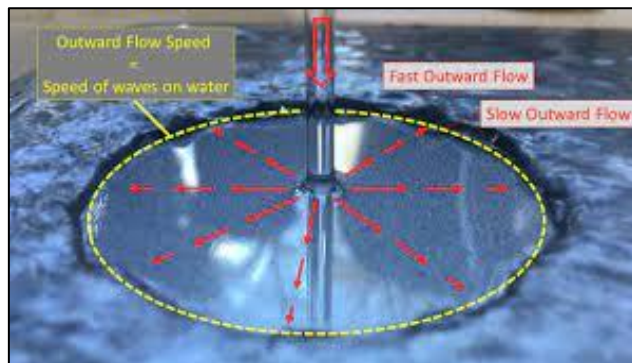 Outward Flow Speed
=
Speed of waves on water
Fast Outward Flow
Slow Outward Flow